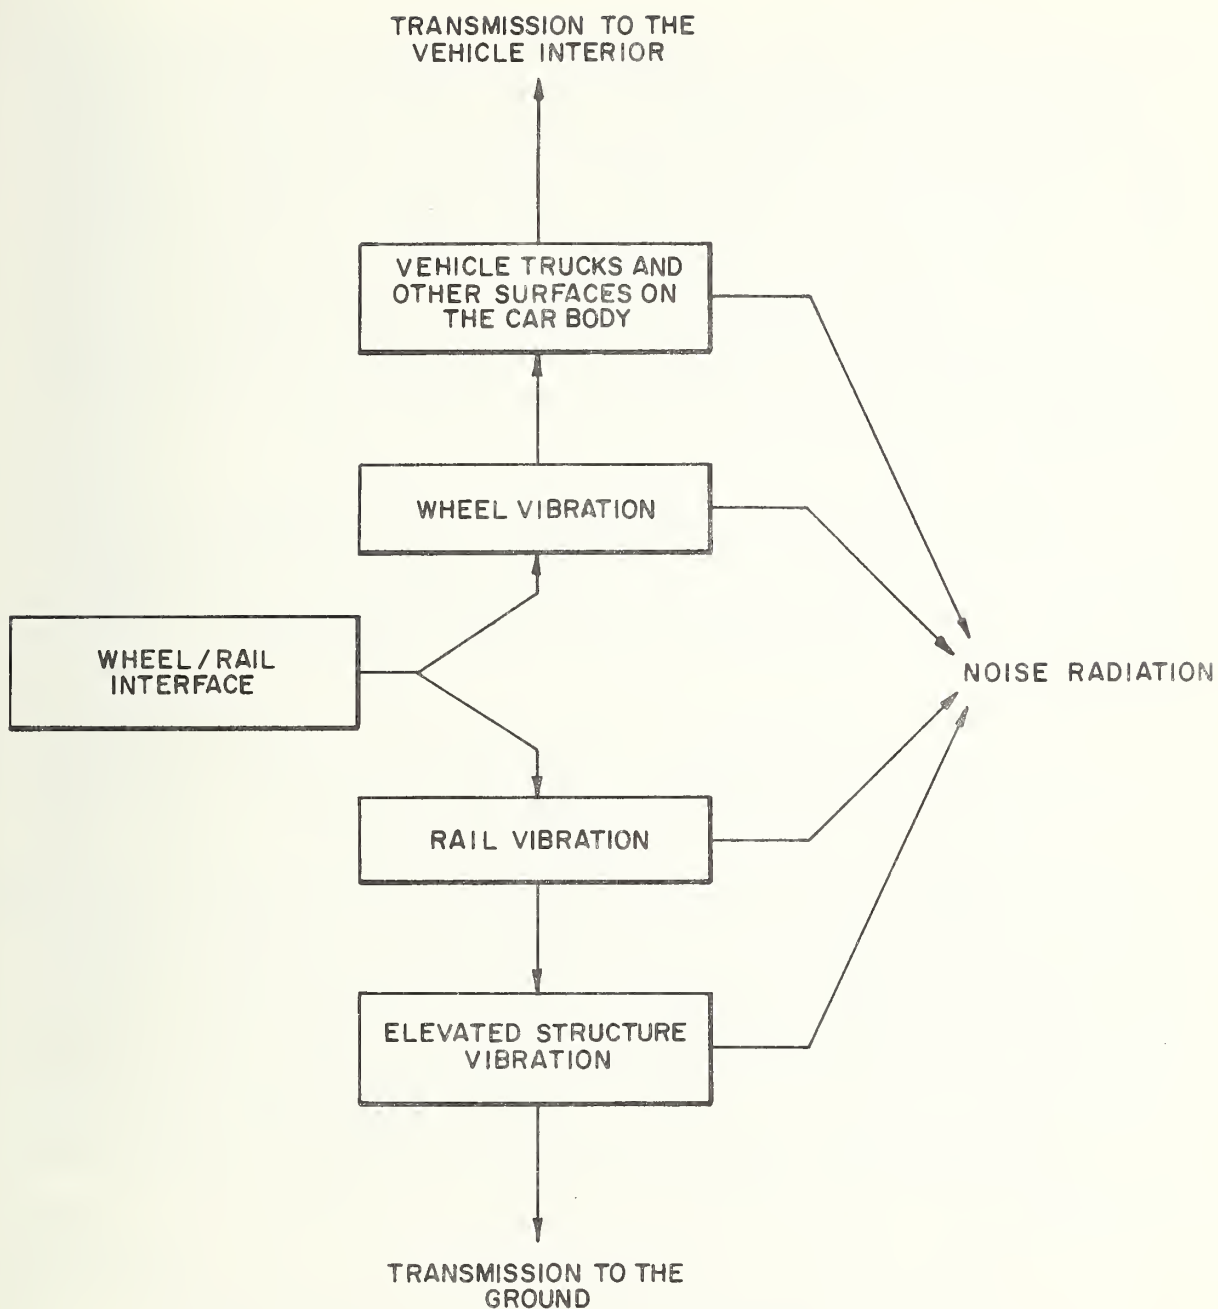 TRANSMISSION TO THE
VEHICLE INTERIOR
VEHICLE TRUCKS AND
OTHER SURFACES ON
THE CAR BODY
WHEEL VIBRATION
WHEEL/RAIL
INTERFACE
NOISE RADIATION
RAIL VIBRATION
ELEVATED STRUCTURE
VIBRATION
TRANSMISSION TO THE
GROUND